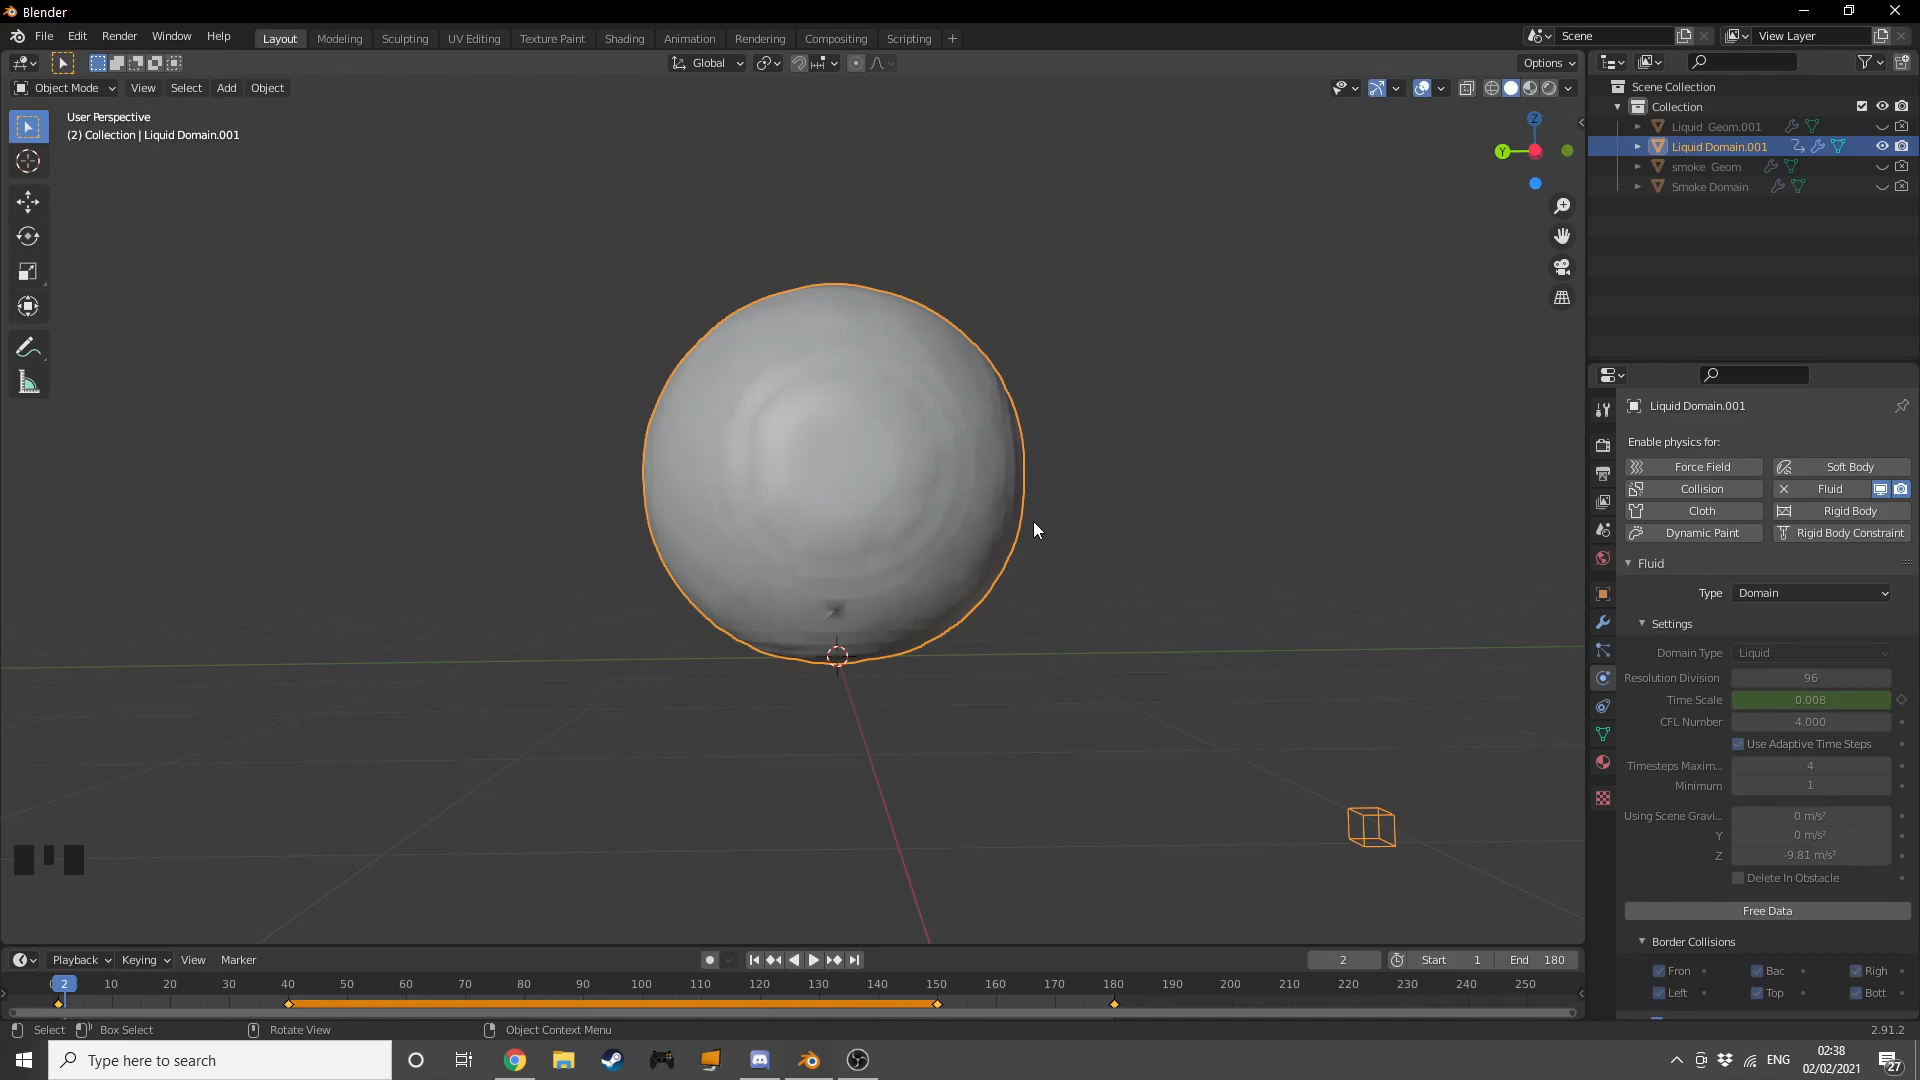 Blender
File Edit Render Window Help
Layout Modeling Sculpting UV Editing Texture Paint Shading Animation Rendering Compositing Scripting +
Scene View Layer
Global Options
Object Mode View Select Add Object
User Perspective
(2) Collection | Liquid Domain.001
Z
Y
Scene Collection
Collection
Liquid Geom.001
Liquid Domain.001
smoke Geom
Smoke Domain
Liquid Domain.001
Enable physics for:
Force Field Soft Body
Collision Fluid
Cloth Rigid Body
Dynamic Paint Rigid Body Constraint
Fluid
Type Domain
Settings
Domain Type Liquid
Resolution Division 96
Time Scale 0.008
CFL Number 4.000
Use Adaptive Time Steps
Timesteps Maxim... 4
Minimum 1
Using Scene Gravi... 0 m/s²
Y 0 m/s²
Z -9.81 m/s²
Delete In Obstacle
Free Data
Border Collisions
Fron Bac Righ
Left Top Bott
Playback Keying View Marker
2 Start 1 End 180
2 10 20 30 40 50 60 70 80 90 100 110 120 130 140 150 160 170 180 190 200 210 220 230 240 250
Select Box Select Rotate View Object Context Menu 2.91.2
Type here to search
ENG
02:38
02/02/2021
27